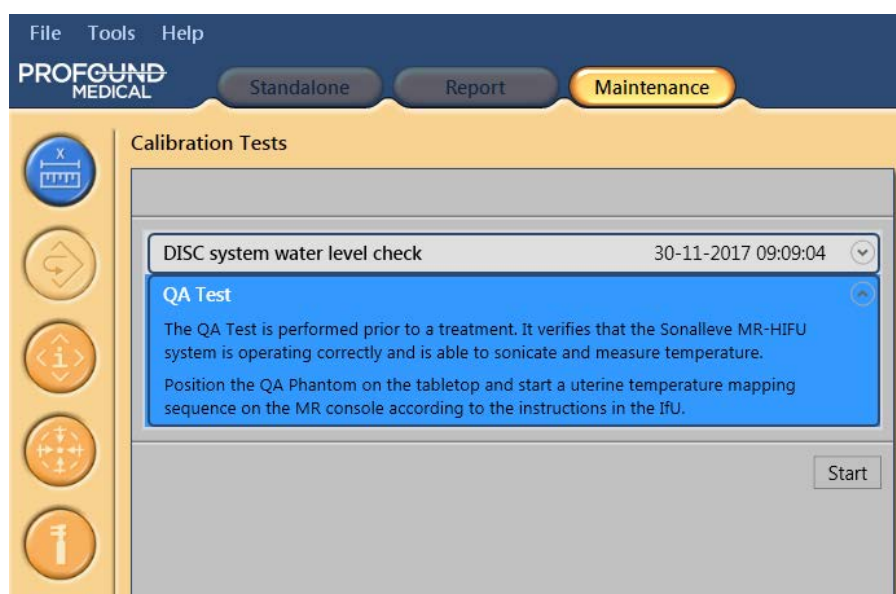 File Tools Help
PROFOUND
MEDICAL
Standalone Report Maintenance
X
Calibration Tests
DISC system water level check 30-11-2017 09:09:04
QA Test
The QA Test is performed prior to a treatment. It verifies that the Sonalleve MR-HIFU
system is operating correctly and is able to sonicate and measure temperature.
Position the QA Phantom on the tabletop and start a uterine temperature mapping
sequence on the MR console according to the instructions in the IfU.
Start